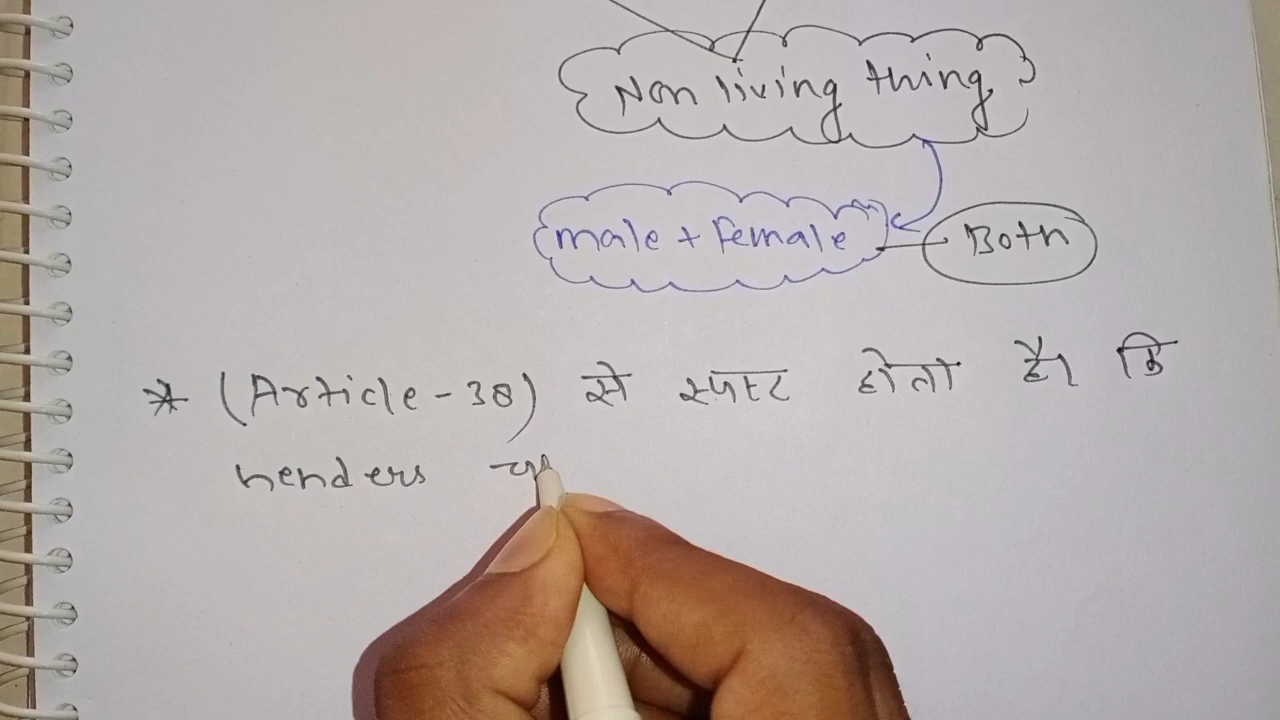 Non living thing
male + Female
Both
* (Article-38) से स्पष्ट होता है। कि
henders